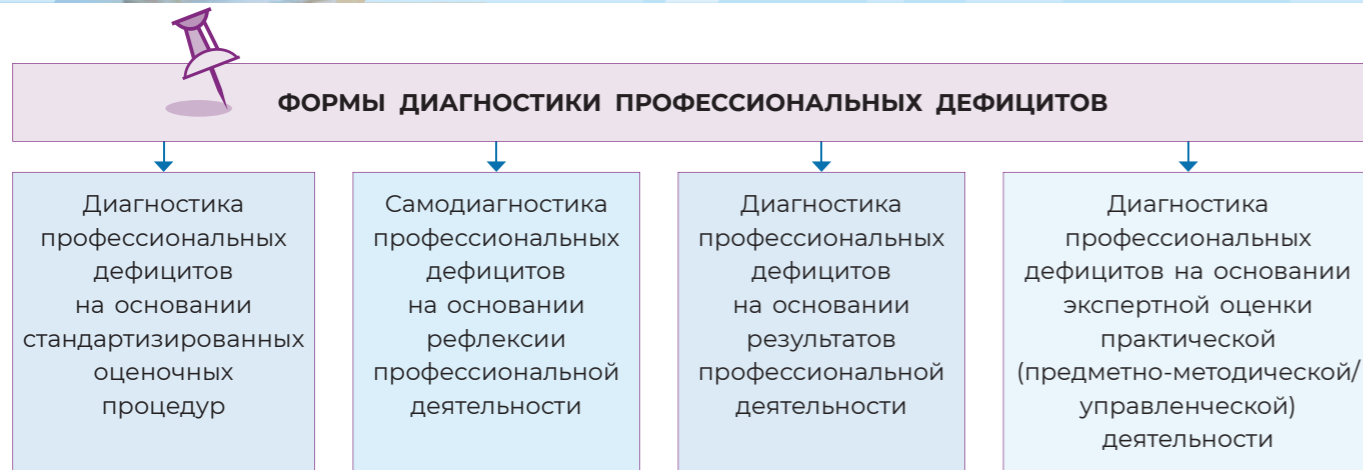 ФОРМЫ ДИАГНОСТИКИ ПРОФЕССИОНАЛЬНЫХ ДЕФИЦИТОВ
Диагностика
профессиональных
дефицитов
на основании
стандартизированных
оценочных
процедур
Самодиагностика
профессиональных
дефицитов
на основании
рефлексии
профессиональной
деятельности
Диагностика
профессиональных
дефицитов
на основании
результатов
профессиональной
деятельности
Диагностика
профессиональных
дефицитов на основании
экспертной оценки
практической
(предметно-методической/
управленческой)
деятельности